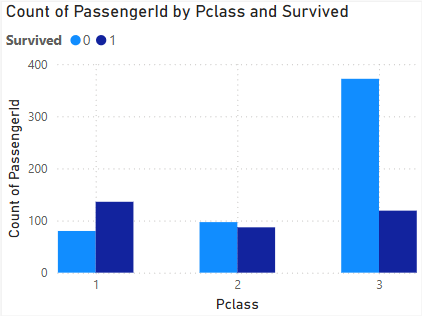 Count of PassengerId by Pclass and Survived
Survived 0 1
400
300
200
100
0
Count of PassengerId
1 2 3
Pclass